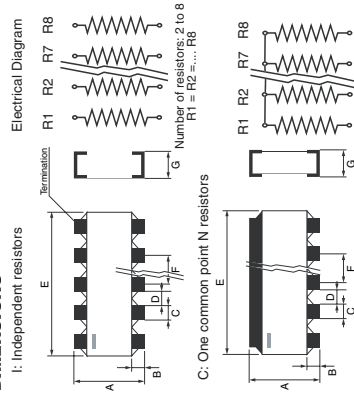 I: Independent resistors
Electrical Diagram
Termination
E
A
B
C
D
F
G
R1 R2 R7 R8
Number of resistors: 2 to 8
R1 = R2 =.... R8
C: One common point N resistors
E
A
B
C
D
F
G
R1 R2 R7 R8